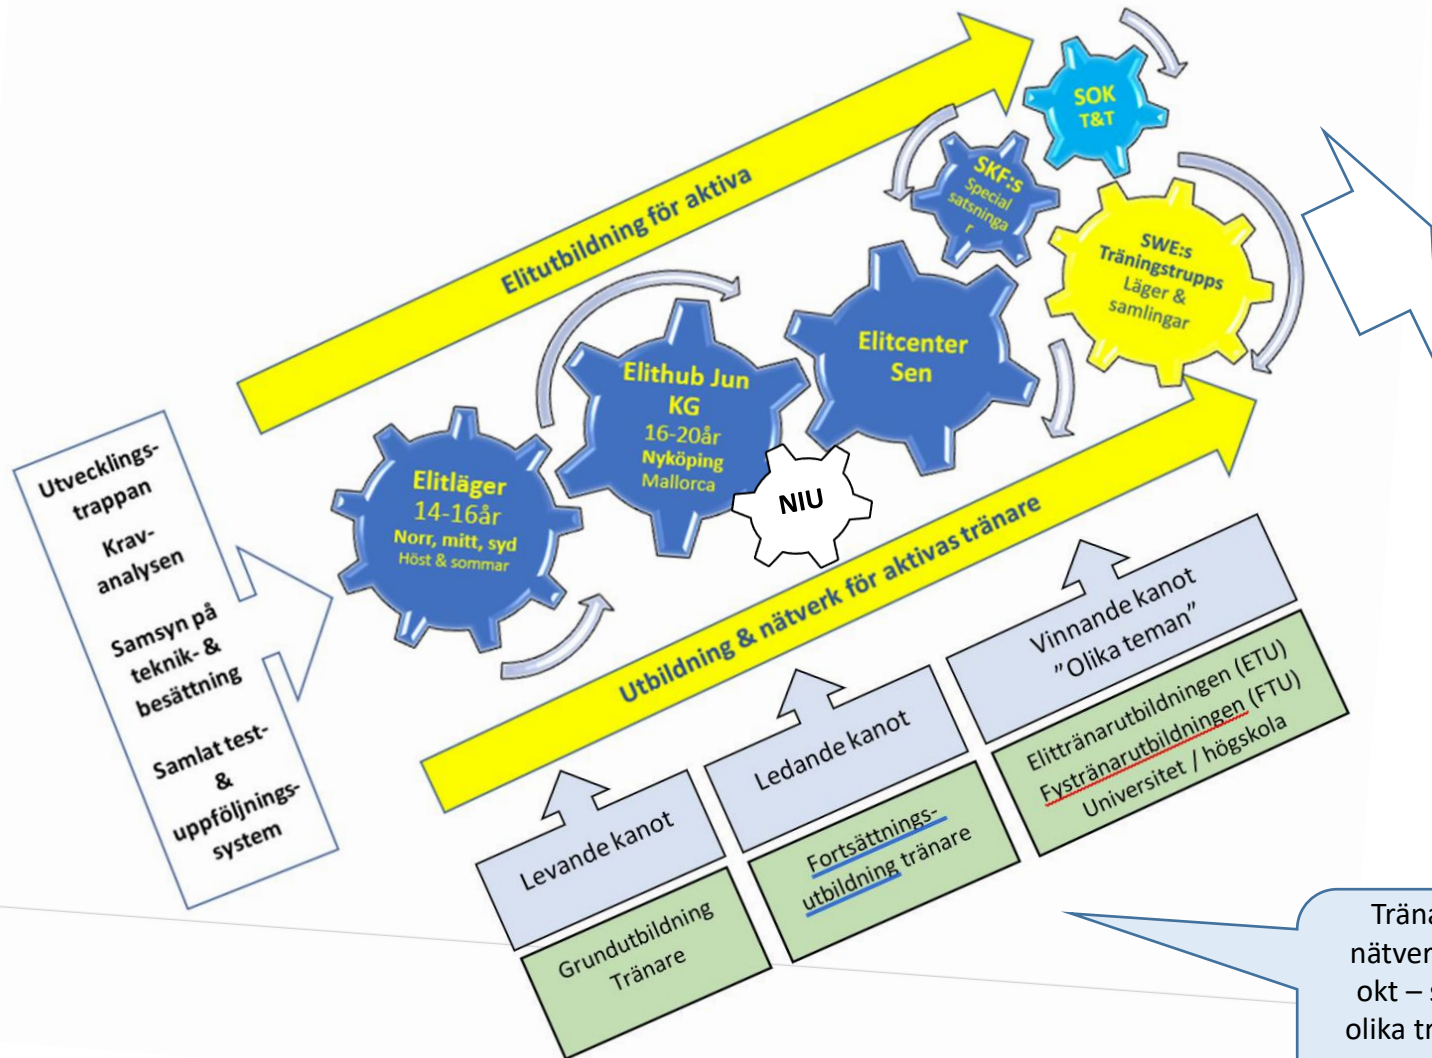 Elitutbildning för aktiva
SOK
T&T
SKF:s
Special
satsninga
r
SWE:s
Träningstrupps
Läger &
samlingar
Elitcenter
Sen
Elithub Jun
KG
16-20år
Nyköping
Mallorca
NIU
Elitläger
14-16år
Norr, mitt, syd
Höst & sommar
Utvecklings-
trappan
Krav-
analysen
Samsyn på
teknik- &
besättning
Samlat test-
&
uppföljnings-
system
Utbildning & nätverk för aktivas tränare
Levande kanot
Grundutbildning
Tränare
Ledande kanot
Fortsättnings-
utbildning tränare
Vinnande kanot
”Olika teman”
Elittränarutbildningen (ETU)
Fystränarutbildningen (FTU)
Universitet / högskola
okt –
olika